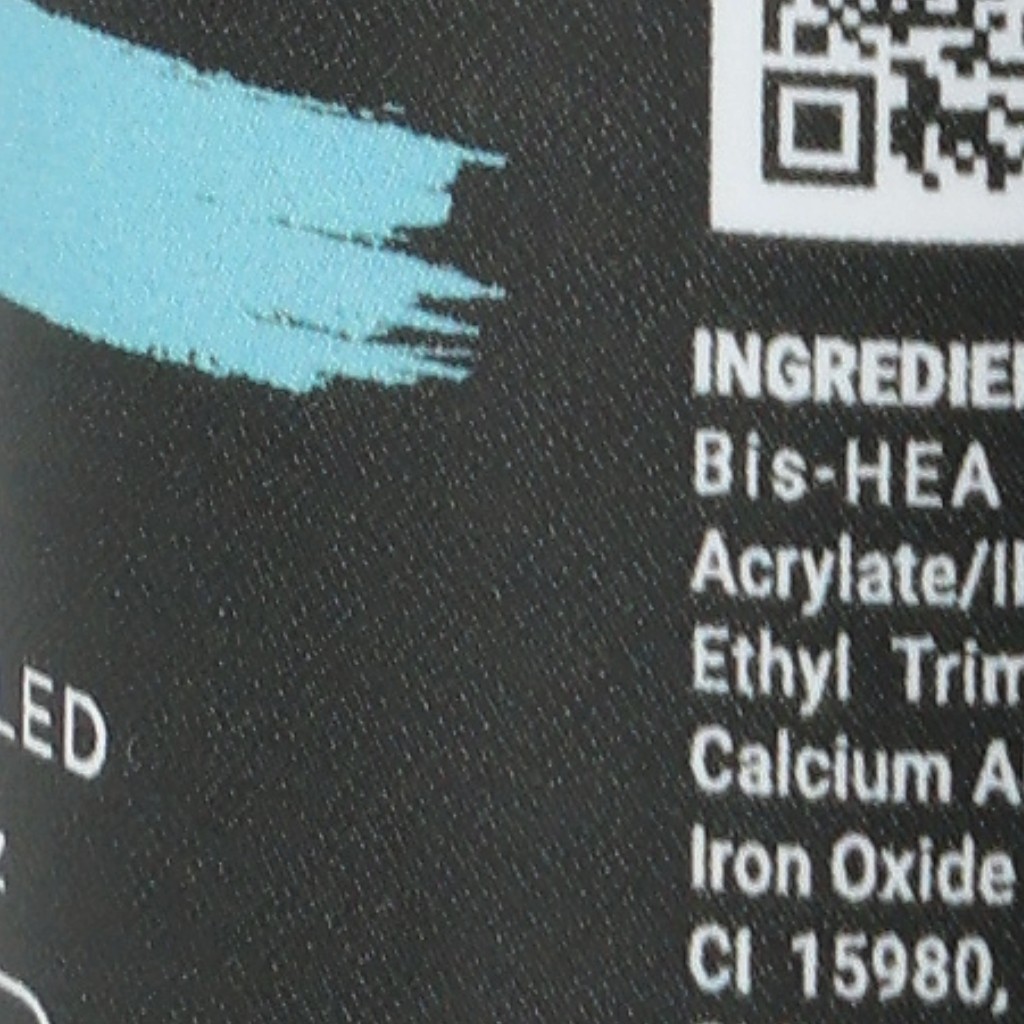 LED
INGREDIE
Bis-HEA
Acrylate/I
Ethyl Trim
Calcium A
Iron Oxide
CI 15980,